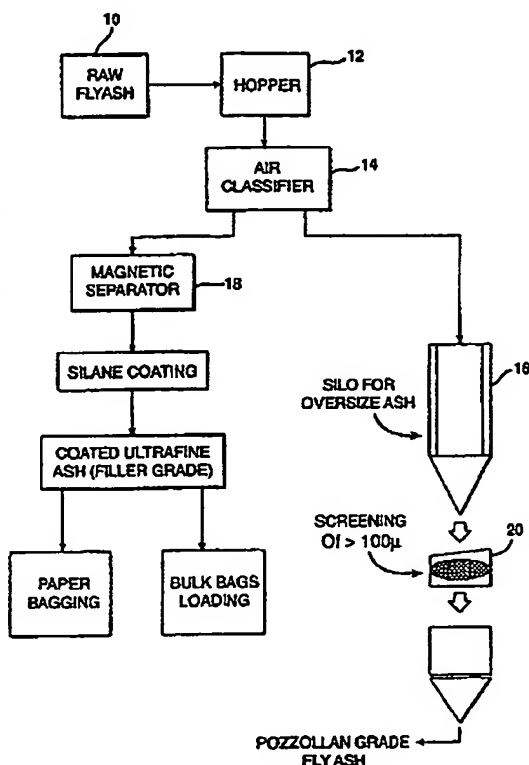 10
RAW
FLYASH
12
HOPPER
AIR
CLASSIFIER
14
MAGNETIC
SEPARATOR
18
SILANE COATING
COATED ULTRAFINE
ASH (FILLER GRADE)
PAPER
BAGGING
BULK BAGS
LOADING
16
SILO FOR
OVERSIZE ASH
SCREENING
Of > 100µ
20
POZZOLLAN GRADE
FLY ASH